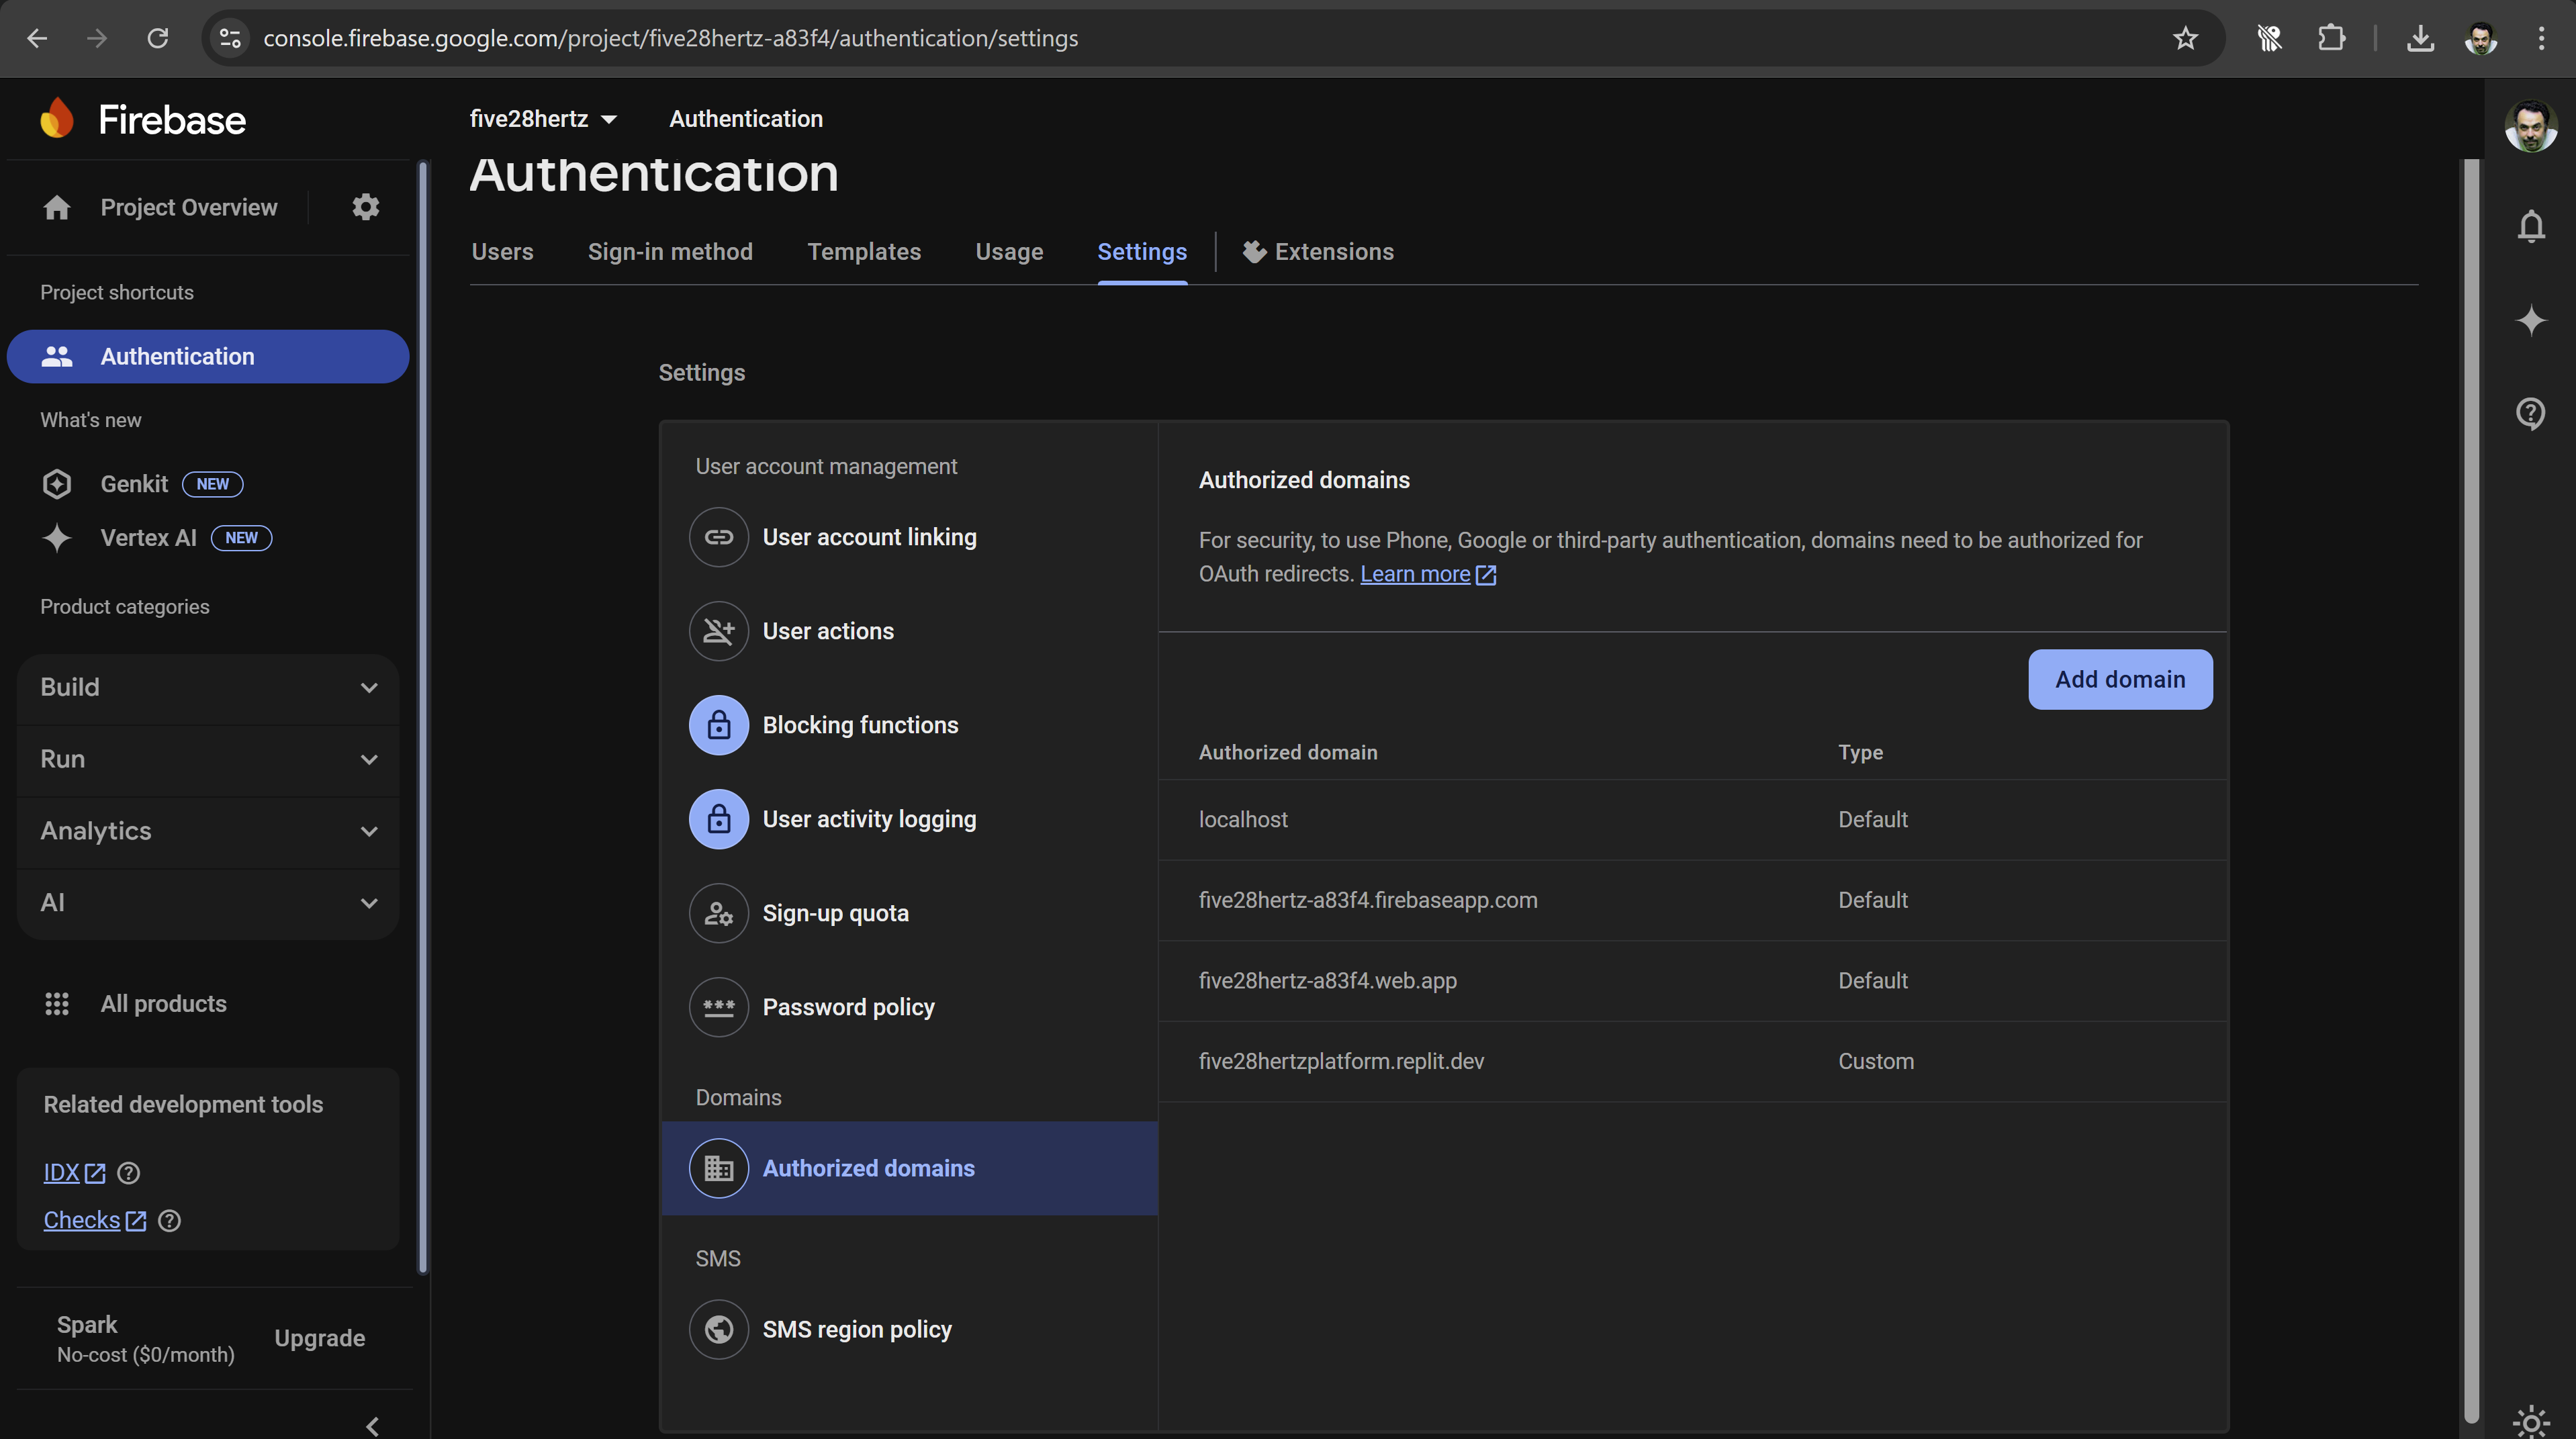 console.firebase.google.com/project/five28hertz-a83f4/authentication/settings
Firebase
five28hertz
Authentication
Authentication
Project Overview
Users
Sign-in method
Templates
Usage
Settings
Extensions
Project shortcuts
Authentication
What's new
Genkit NEW
Vertex AI NEW
Product categories
Build
Run
Analytics
AI
All products
Related development tools
IDX
Checks
Spark
No-cost ($0/month)
Upgrade
Settings
User account management
User account linking
User actions
Blocking functions
User activity logging
Sign-up quota
Password policy
Domains
Authorized domains
SMS
SMS region policy
Authorized domains
For security, to use Phone, Google or third-party authentication, domains need to be authorized for
OAuth redirects. Learn more
Add domain
Authorized domain Type
localhost Default
five28hertz-a83f4.firebaseapp.com Default
five28hertz-a83f4.web.app Default
five28hertzplatform.replit.dev Custom